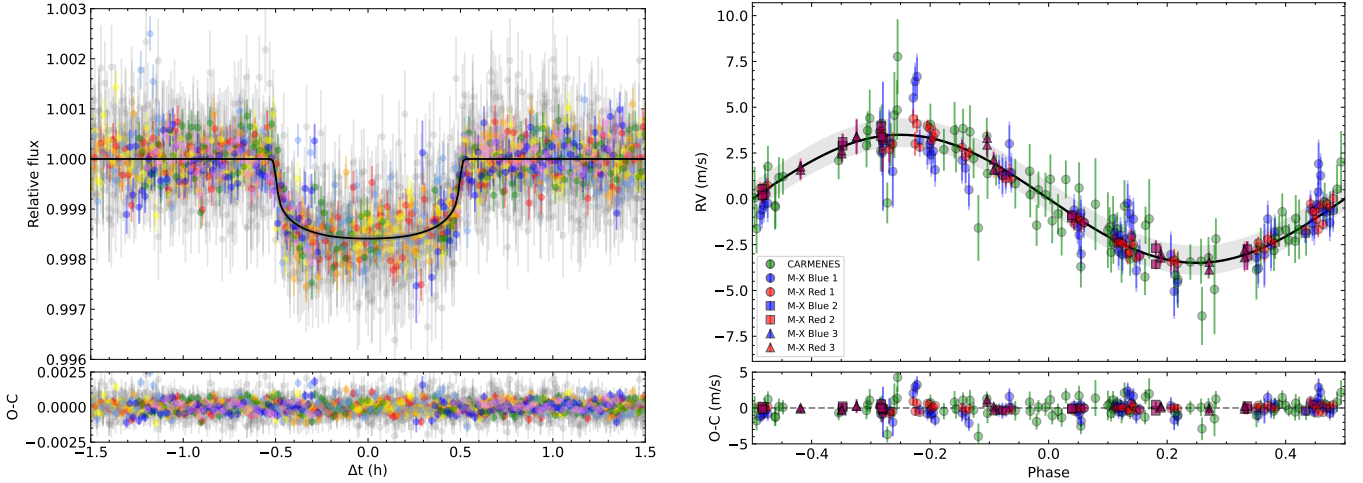 1.003
1.002
1.001
1.000
0.999
0.998
0.997
0.996
Relative flux
0.0025
0.0000
−0.0025
O-C
−1.5
−1.0
−0.5
0.0
0.5
1.0
1.5
Δt (h)
10.0
7.5
5.0
2.5
0.0
−2.5
−5.0
−7.5
RV (m/s)
CARMENES
M-X Blue 1
M-X Red 1
M-X Blue 2
M-X Red 2
M-X Blue 3
M-X Red 3
5
0
−5
O-C (m/s)
−0.4
−0.2
0.0
0.2
0.4
Phase